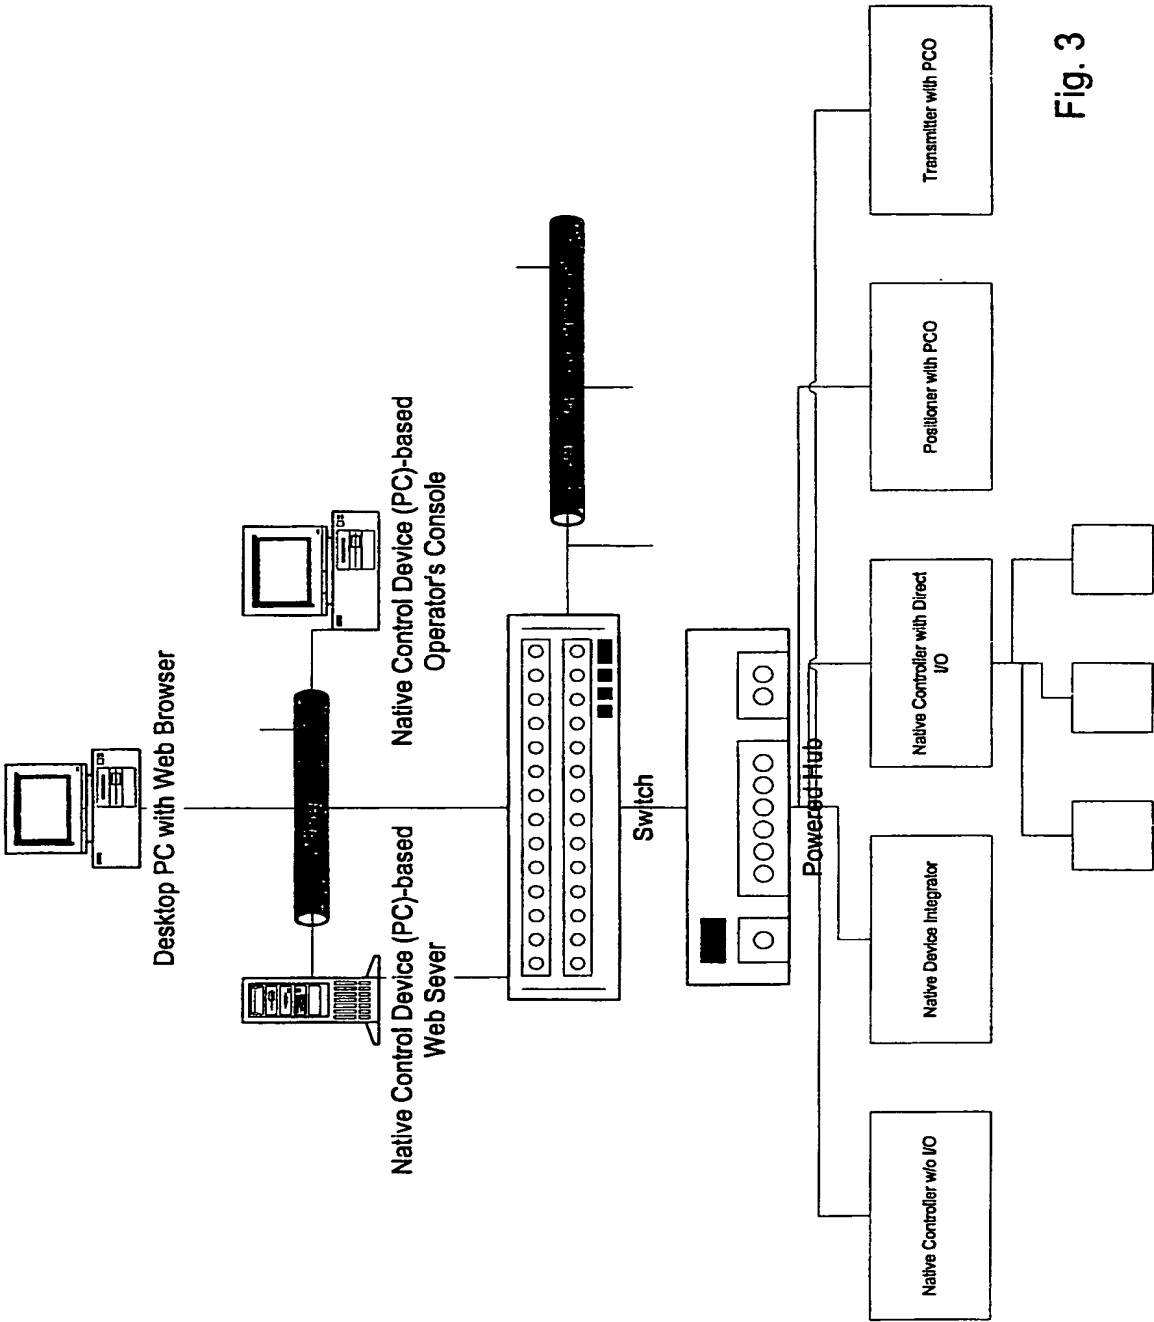 Desktop PC with Web Browser
Native Control Device (PC)-based
Web Sever
Native Control Device (PC)-based
Operator's Console
Switch
Powered Hub
Native Controller w/o I/O
Native Device Integrator
Native Controller with Direct
I/O
Positioner with PCO
Transmitter with PCO
Fig. 3